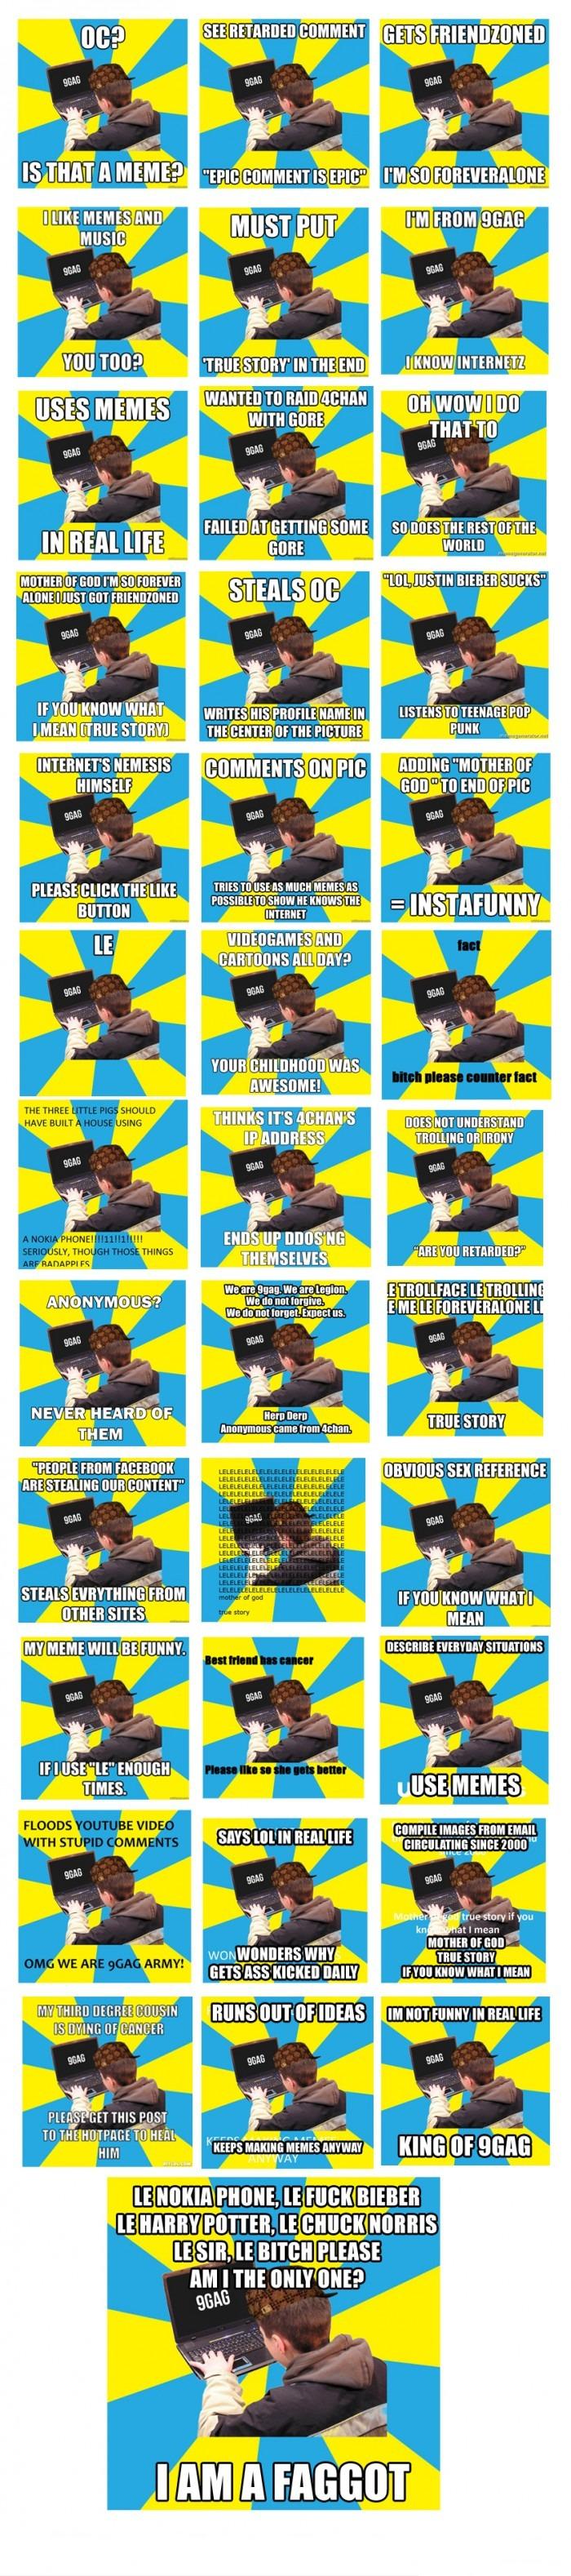 OC?
9GAG
IS THAT A MEME?
SEE RETARDED COMMENT
9GAG
"EPIC COMMENT IS EPIC"
GETS FRIENDZONED
9GAG
I'M SO FOREVERALONE
I LIKE MEMES AND
MUSIC
9GAG
YOU TOO?
MUST PUT
9GAG
'TRUE STORY' IN THE END
I'M FROM 9GAG
9GAG
I KNOW INTERNETZ
USES MEMES
9GAG
IN REAL LIFE
WANTED TO RAID 4CHAN
WITH GORE
9GAG
FAILED AT GETTING SOME
GORE
OH WOW I DO
THAT TO
9GAG
SO DOES THE REST OF THE
WORLD
MOTHER OF GOD I'M SO FOREVER
ALONE I JUST GOT FRIENDZONED
9GAG
IF YOU KNOW WHAT
I MEAN (TRUE STORY)
STEALS OC
9GAG
WRITES HIS PROFILE NAME IN
THE CENTER OF THE PICTURE
"LOL, JUSTIN BIEBER SUCKS"
9GAG
LISTENS TO TEENAGE POP
PUNK
INTERNET'S NEMESIS
HIMSELF
9GAG
PLEASE CLICK THE LIKE
BUTTON
COMMENTS ON PIC
9GAG
TRIES TO USE AS MUCH MEMES AS
POSSIBLE TO SHOW HE KNOWS THE
INTERNET
ADDING "MOTHER OF
GOD " TO END OF PIC
9GAG
= INSTAFUNNY
LE
9GAG
VIDEOGAMES AND
CARTOONS ALL DAY?
9GAG
YOUR CHILDHOOD WAS
AWESOME!
fact
9GAG
bitch please counter fact
THE THREE LITTLE PIGS SHOULD
HAVE BUILT A HOUSE USING
9GAG
A NOKIA PHONE!!!!11!!1!!!!!
SERIOUSLY, THOUGH THOSE THINGS
ARE BADAPPLES
THINKS IT'S 4CHAN'S
IP ADDRESS
9GAG
ENDS UP DDOS'NG
THEMSELVES
DOES NOT UNDERSTAND
TROLLING OR IRONY
9GAG
"ARE YOU RETARDED?"
ANONYMOUS?
9GAG
NEVER HEARD OF
THEM
We are 9gag. We are Legion.
We do not forgive.
We do not forget. Expect us.
9GAG
Herp Derp
Anonymous came from 4chan.
E TROLLFACE LE TROLLING
E ME LE FOREVERALONE LE
9GAG
TRUE STORY
"PEOPLE FROM FACEBOOK
ARE STEALING OUR CONTENT"
9GAG
STEALS EVRYTHING FROM
OTHER SITES
9GAG
mother of god
true story
OBVIOUS SEX REFERENCE
9GAG
IF YOU KNOW WHAT I
MEAN
MY MEME WILL BE FUNNY.
9GAG
IF I USE "LE" ENOUGH
TIMES.
Best friend has cancer
9GAG
Please like so she gets better
DESCRIBE EVERYDAY SITUATIONS
9GAG
USE MEMES
FLOODS YOUTUBE VIDEO
WITH STUPID COMMENTS
9GAG
OMG WE ARE 9GAG ARMY!
SAYS LOL IN REAL LIFE
9GAG
WONDERS WHY
GETS ASS KICKED DAILY
COMPILE IMAGES FROM EMAIL
CIRCULATING SINCE 2000
9GAG
MOTHER OF GOD
TRUE STORY
IF YOU KNOW WHAT I MEAN
MY THIRD DEGREE COUSIN
IS DYING OF CANCER
9GAG
PLEASE GET THIS POST
TO THE HOTPAGE TO HEAL
HIM
RUNS OUT OF IDEAS
9GAG
KEEPS MAKING MEMES ANYWAY
IM NOT FUNNY IN REAL LIFE
9GAG
KING OF 9GAG
LE NOKIA PHONE, LE FUCK BIEBER
LE HARRY POTTER, LE CHUCK NORRIS
LE SIR, LE BITCH PLEASE
AM I THE ONLY ONE?
9GAG
I AM A FAGGOT